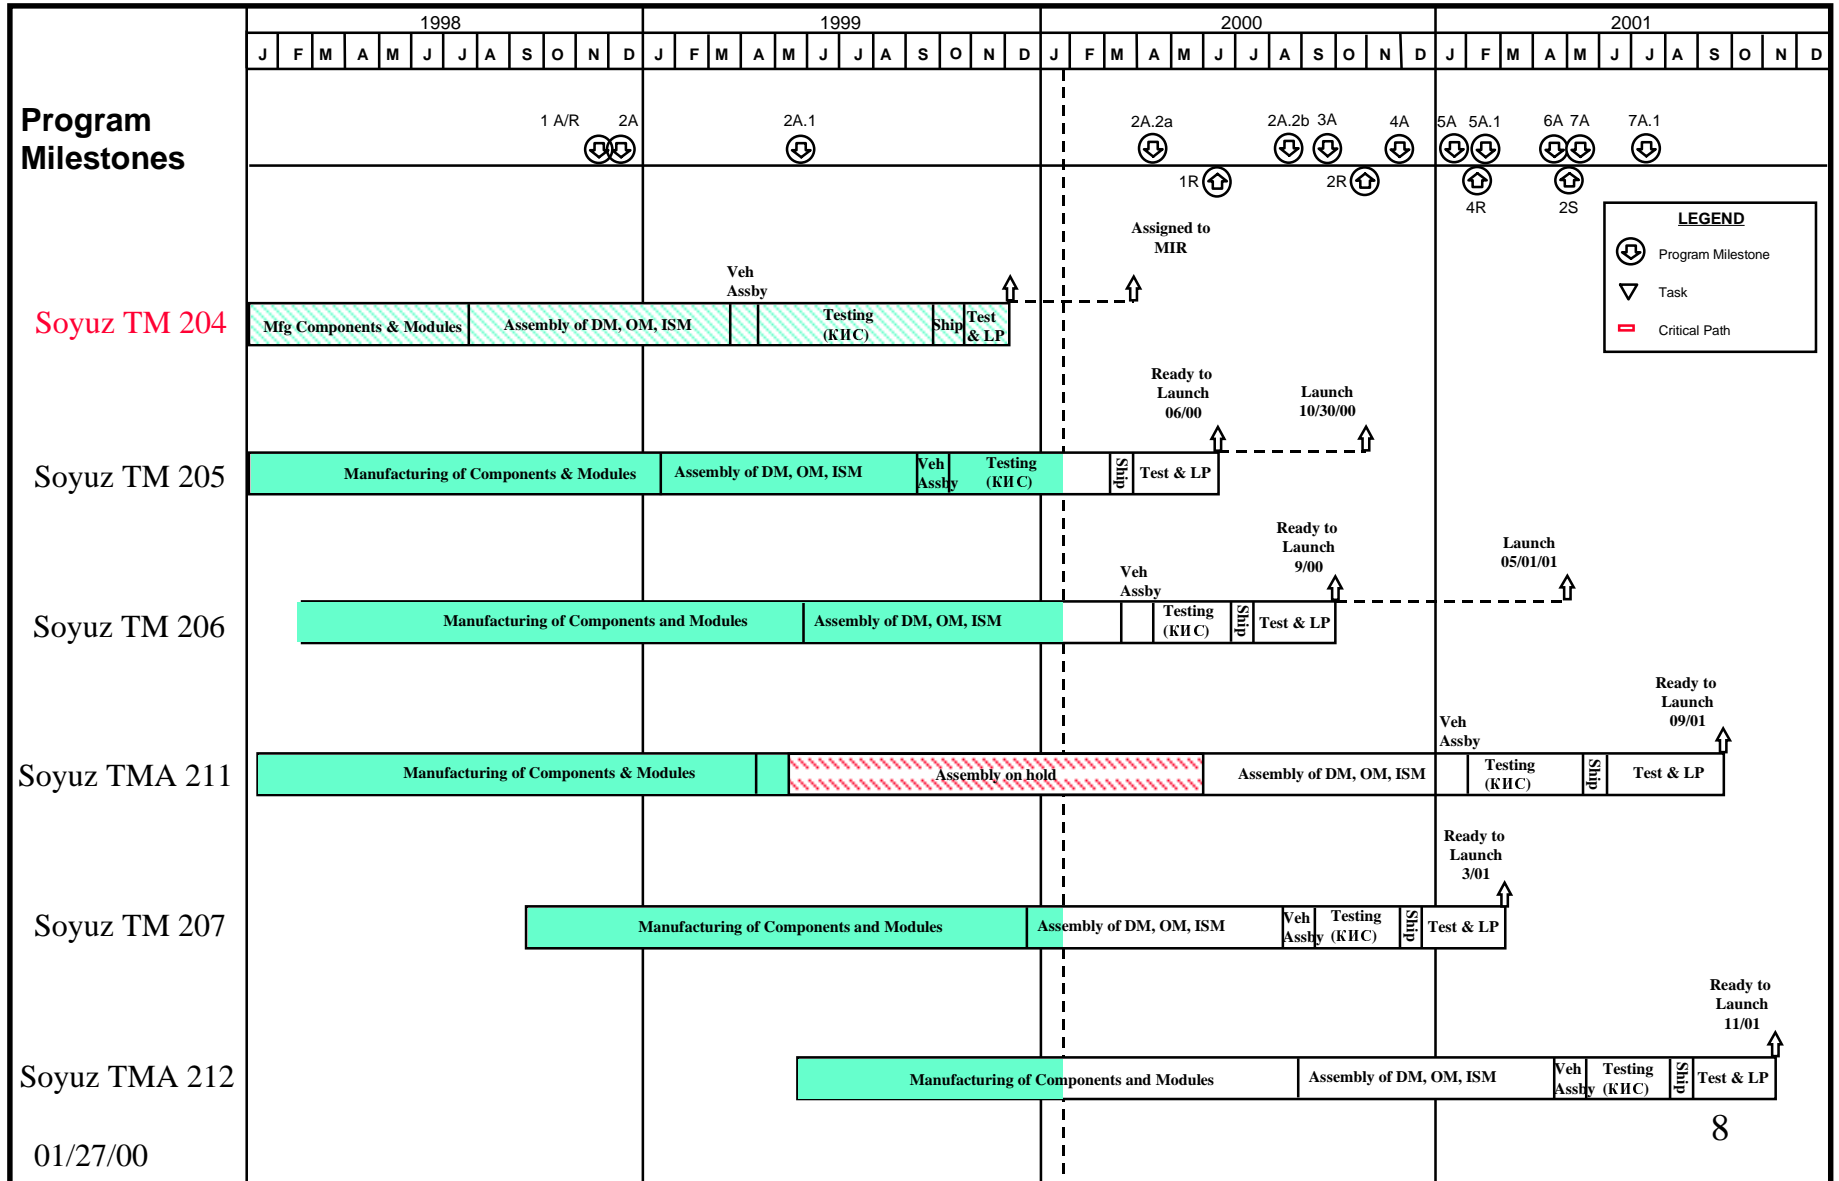 1998 1999 2000 2001
J F M A M J J A S O N D J F M A M J J A S O N D J F M A M J J A S O N D J F M A M J J A S O N D
Program
Milestones
1 A/R 2A 2A.1 2A.2a 2A.2b 3A 4A 5A 5A.1 6A 7A 7A.1
1R 2R
4R 2S
LEGEND
Program Milestone
Task
Critical Path
Assigned to
MIR
Veh
Assby
Soyuz TM 204
Mfg Components & Modules
Assembly of DM, OM, ISM
Testing
(КИС)
Ship
Test
& LP
Ready to
Launch
06/00
Launch
10/30/00
Soyuz TM 205
Manufacturing of Components & Modules
Assembly of DM, OM, ISM
Veh
Assby
Testing
(КИС)
Ship
Test & LP
Ready to
Launch
9/00
Launch
05/01/01
Veh
Assby
Soyuz TM 206
Manufacturing of Components and Modules
Assembly of DM, OM, ISM
Testing
(КИС)
Ship
Test & LP
Ready to
Launch
09/01
Veh
Assby
Soyuz TMA 211
Manufacturing of Components & Modules
Assembly on hold
Assembly of DM, OM, ISM
Testing
(КИС)
Ship
Test & LP
Ready to
Launch
3/01
Soyuz TM 207
Manufacturing of Components and Modules
Assembly of DM, OM, ISM
Veh
Assby
Testing
(КИС)
Ship
Test & LP
Ready to
Launch
11/01
Soyuz TMA 212
Manufacturing of Components and Modules
Assembly of DM, OM, ISM
Veh
Assby
Testing
(КИС)
Ship
Test & LP
8
01/27/00